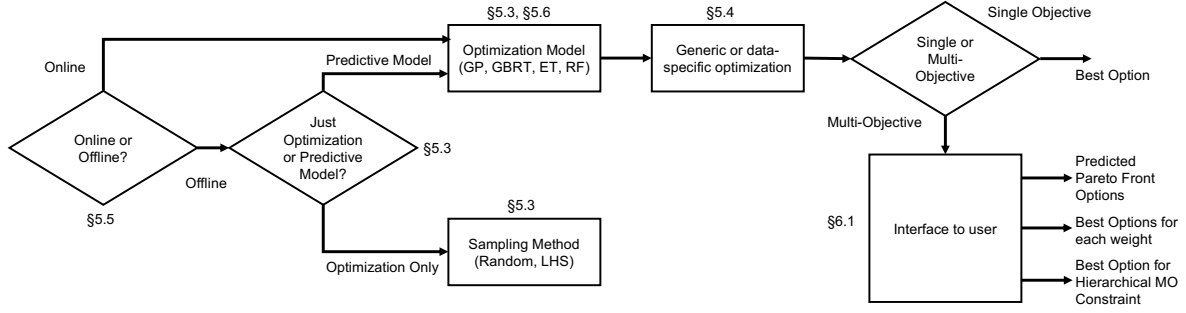 §5.3, §5.6
§5.4
Single Objective
Online
Predictive Model
Optimization Model
(GP, GBRT, ET, RF)
Generic or data-
specific optimization
Single or
Multi-
Objective
Best Option
Multi-Objective
Online or
Offline?
§5.5
Offline
Just
Optimization
or Predictive
Model?
§5.3
§5.3
Sampling Method
(Random, LHS)
Optimization Only
§6.1
Interface to user
Predicted
Pareto Front
Options
Best Options for
each weight
Best Option for
Hierarchical MO
Constraint